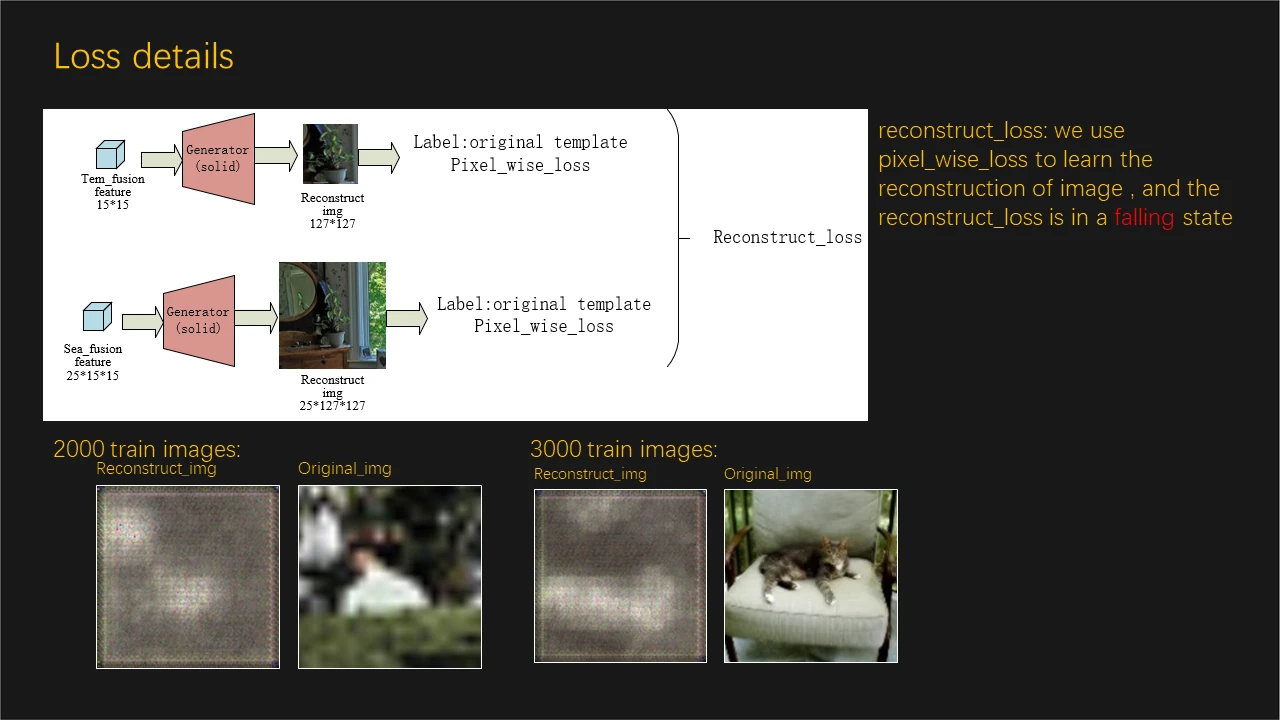 Loss details
Generator
(solid)
Tem_fusion
feature
15*15
Reconstruct
img
127*127
Label:original template
Pixel_wise_loss
Generator
(solid)
Sea_fusion
feature
25*15*15
Reconstruct
img
25*127*127
Label:original template
Pixel_wise_loss
Reconstruct_loss
reconstruct_loss: we use
pixel_wise_loss to learn the
reconstruction of image , and the
reconstruct_loss is in a falling state
2000 train images:
Reconstruct_img
Original_img
3000 train images:
Reconstruct_img
Original_img